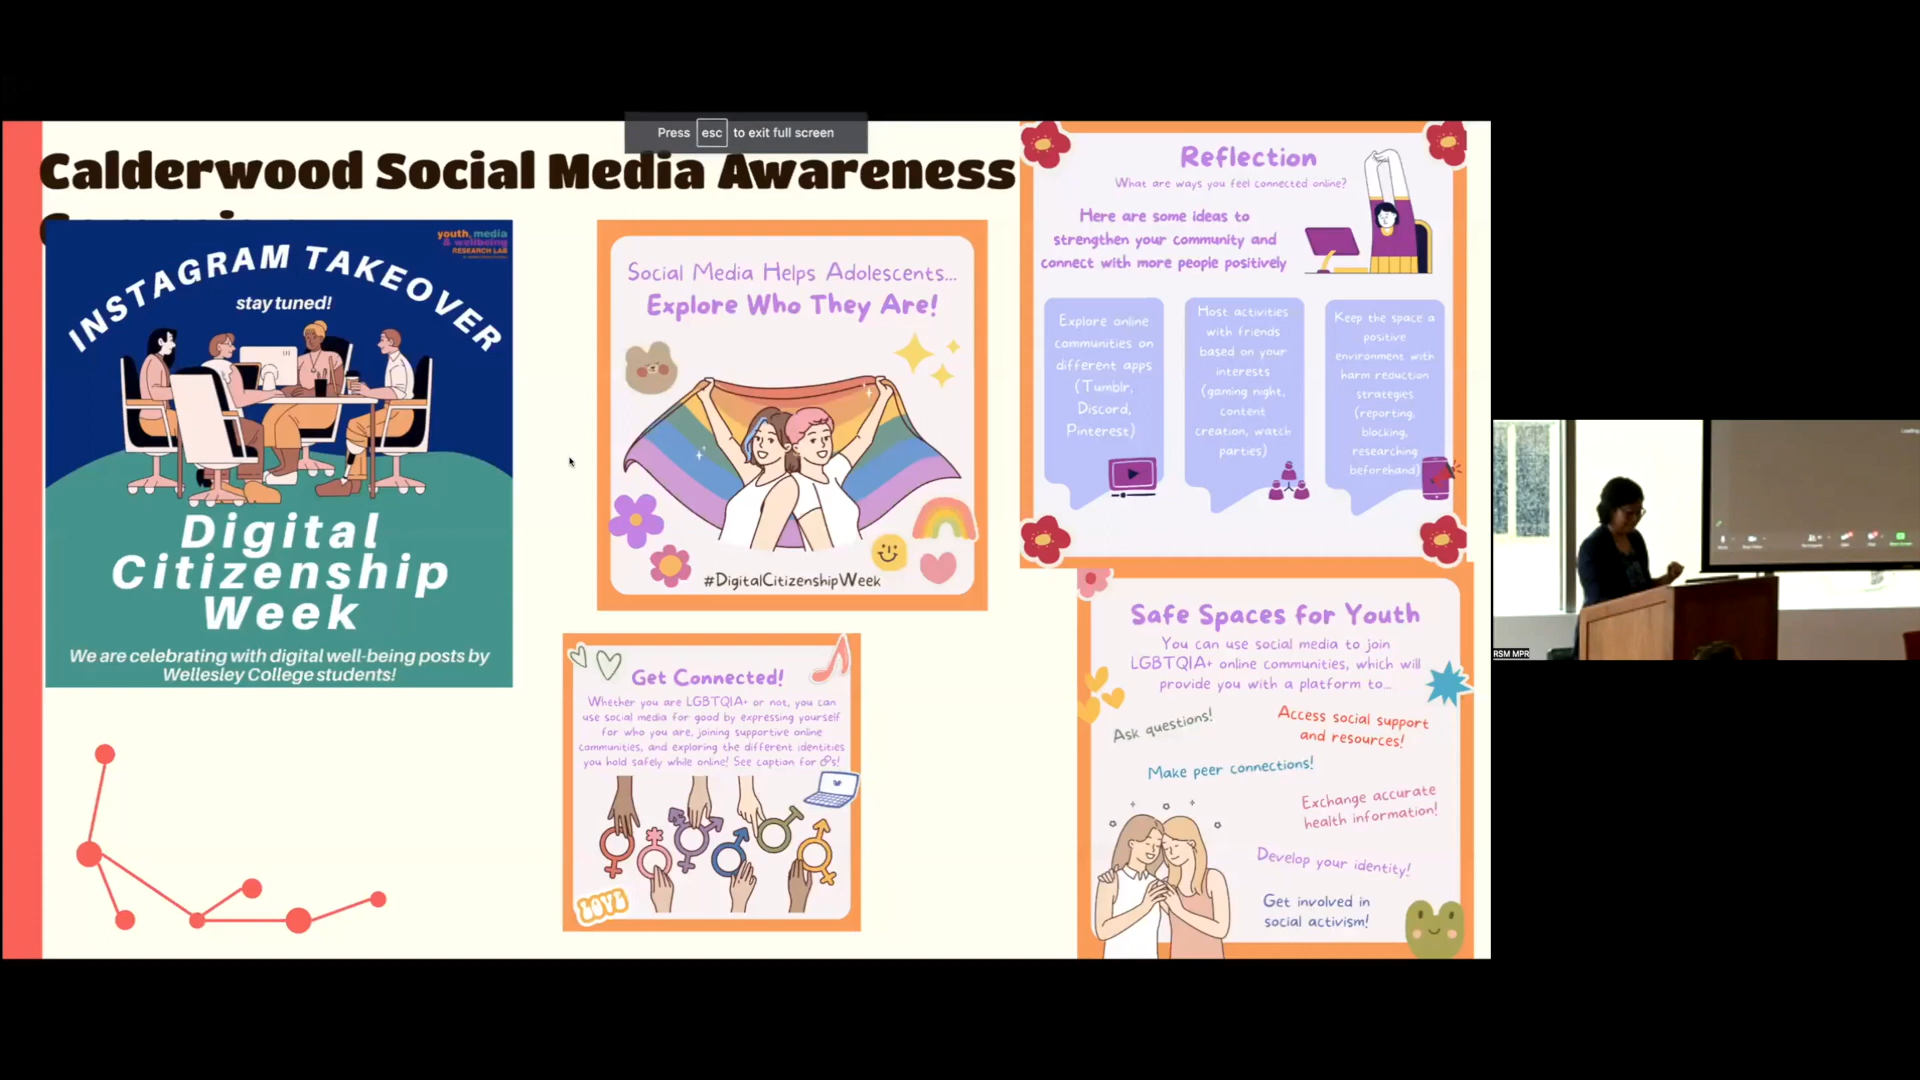 Press esc to exit full screen
Calderwood Social Media Awareness
youth, media
& wellbeing
RESEARCH LAB
INSTAGRAM TAKEOVER
stay tuned!
Digital
Citizenship
Week
We are celebrating with digital well-being posts by
Wellesley College students!
Social Media Helps Adolescents...
Explore Who They Are!
#DigitalCitizenshipWeek
Get Connected!
Whether you are LGBTQIA+ or not, you can
use social media for good by expressing yourself
for who you are, joining supportive online
communities, and exploring the different identities
you hold safely while online! See caption for 🔗s!
LOVE
Reflection
What are ways you feel connected online?
Here are some ideas to
strengthen your community and
connect with more people positively
Explore online
communities on
different apps
(Tumblr,
Discord,
Pinterest)
Host activities
with friends
based on your
interests
(gaming night,
content
creation, watch
parties)
Keep the space a
positive
environment with
harm reduction
strategies
(reporting,
blocking,
researching
beforehand)
Safe Spaces for Youth
You can use social media to join
LGBTQIA+ online communities, which will
provide you with a platform to...
Ask questions!
Access social support
and resources!
Make peer connections!
Exchange accurate
health information!
Develop your identity!
Get involved in
social activism!
RSM MPR